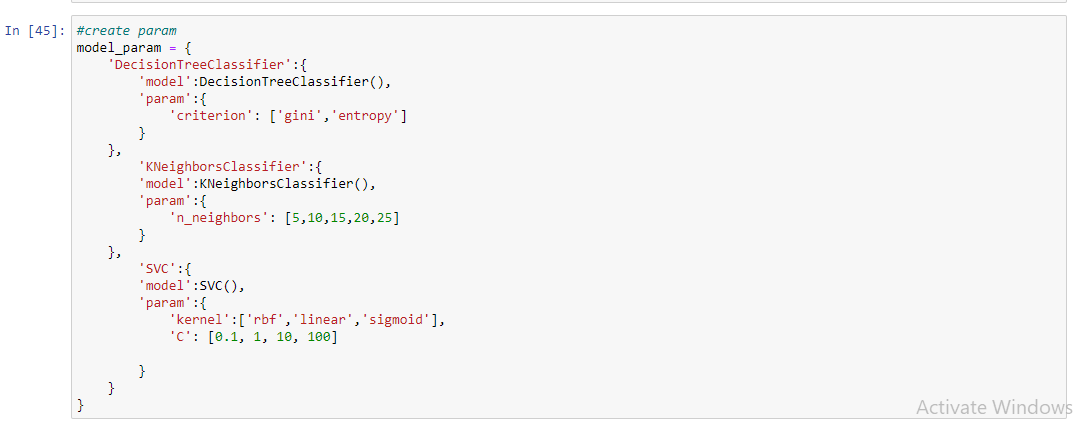 In [45]: #create param
model_param = {
    'DecisionTreeClassifier':{
        'model':DecisionTreeClassifier(),
        'param':{
            'criterion': ['gini','entropy']
        }
    },
        'KNeighborsClassifier':{
        'model':KNeighborsClassifier(),
        'param':{
            'n_neighbors': [5,10,15,20,25]
        }
    },
        'SVC':{
        'model':SVC(),
        'param':{
            'kernel':['rbf','linear','sigmoid'],
            'C': [0.1, 1, 10, 100]
        }
    }
}
Activate Windows